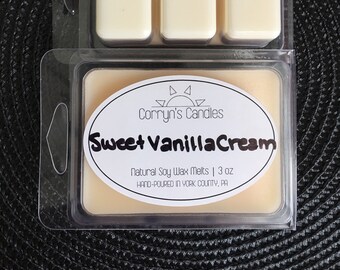 Corryn's Candles
Sweet Vanilla Cream
Natural Soy Wax Melts | 3 oz
HAND-POURED IN YORK COUNTY, PA